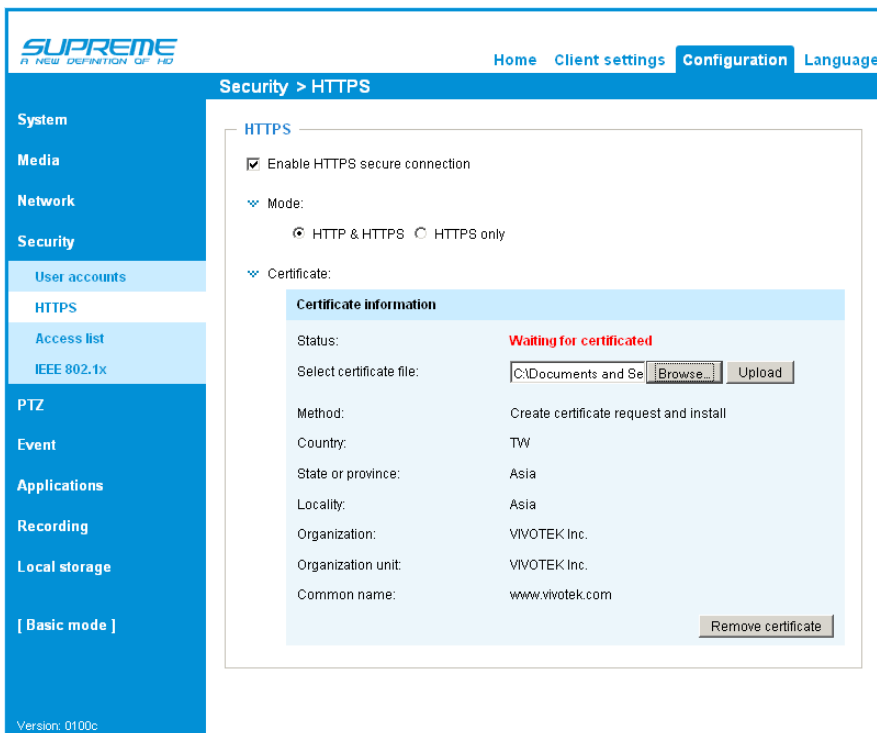 SUPREME
A NEW DEFINITION OF HD
Home Client settings Configuration Language
Security > HTTPS
System
Media
Network
Security
User accounts
HTTPS
Access list
IEEE 802.1x
PTZ
Event
Applications
Recording
Local storage
[ Basic mode ]
Version: 0100c
HTTPS
Enable HTTPS secure connection
Mode:
HTTP & HTTPS HTTPS only
Certificate:
Certificate information
Status: Waiting for certificated
Select certificate file: C:\Documents and Se Browse... Upload
Method: Create certificate request and install
Country: TW
State or province: Asia
Locality: Asia
Organization: VIVOTEK Inc.
Organization unit: VIVOTEK Inc.
Common name: www.vivotek.com
Remove certificate